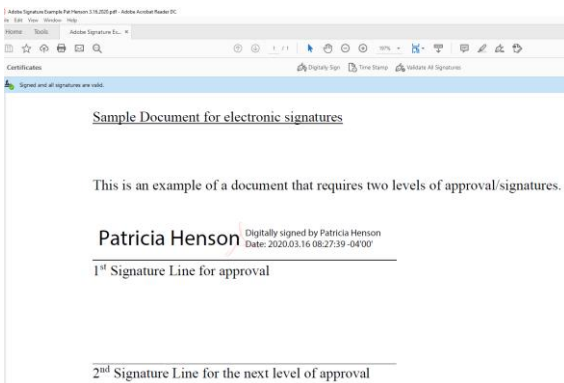 Adobe Signature Example Pat Henson 3.16.2020.pdf - Adobe Acrobat Reader DC
Edit View Window Help
Home Tools Adobe Signature Ex... ×
1 / 1
Certificates Digitally Sign Time Stamp Validate All Signatures
Signed and all signatures are valid.
Sample Document for electronic signatures
This is an example of a document that requires two levels of approval/signatures.
Patricia Henson
Digitally signed by Patricia Henson
Date: 2020.03.16 08:27:39 -04'00'
1st Signature Line for approval
2nd Signature Line for the next level of approval